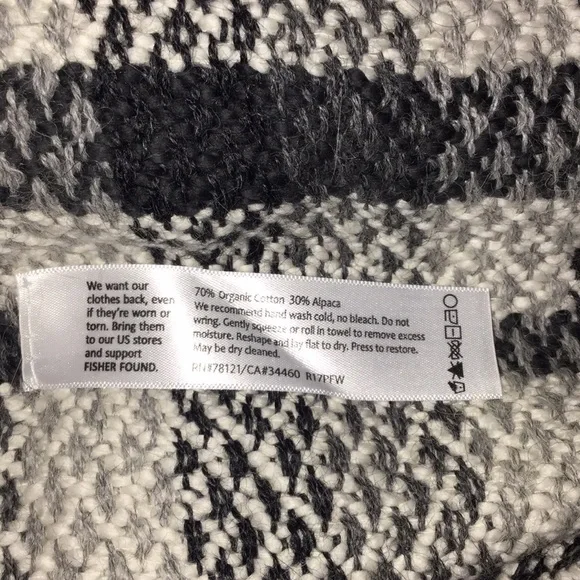 We want our
clothes back, even
if they're worn or
torn. Bring them
to our US stores
and support
FISHER FOUND.
70% Organic Cotton 30% Alpaca
We recommend hand wash cold, no bleach. Do not
wring. Gently squeeze or roll in towel to remove excess
moisture. Reshape and lay flat to dry. Press to restore.
May be dry cleaned.
RN#78121/CA#34460 R17PFW